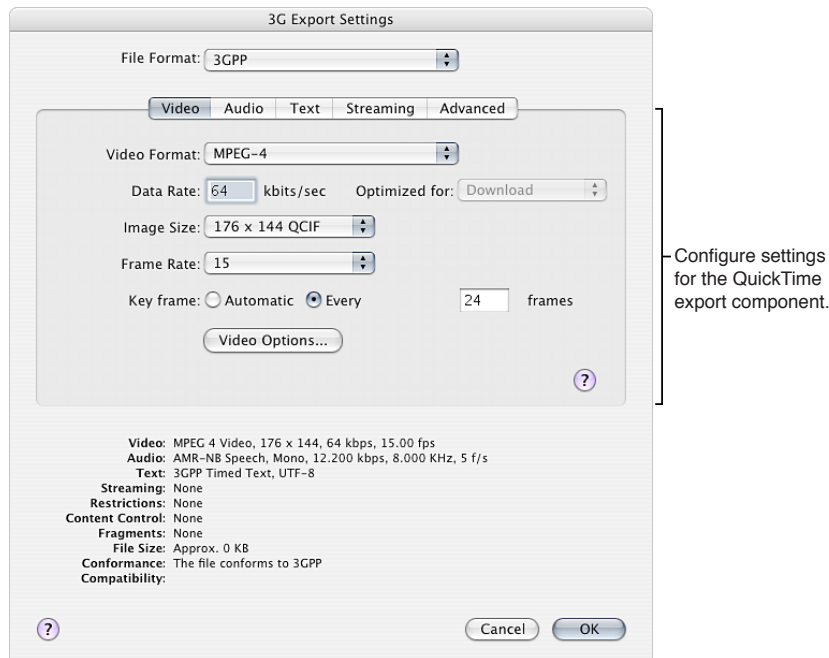 3G Export Settings
File Format: 3GPP
Video Audio Text Streaming Advanced
Video Format: MPEG-4
Data Rate: 64 kbits/sec Optimized for: Download
Image Size: 176 x 144 QCIF
Frame Rate: 15
Key frame: Automatic Every 24 frames
Video Options...
?
Configure settings
for the QuickTime
export component.
Video: MPEG 4 Video, 176 x 144, 64 kbps, 15.00 fps
Audio: AMR-NB Speech, Mono, 12.200 kbps, 8.000 KHz, 5 f/s
Text: 3GPP Timed Text, UTF-8
Streaming: None
Restrictions: None
Content Control: None
Fragments: None
File Size: Approx. 0 KB
Conformance: The file conforms to 3GPP
Compatibility:
? Cancel OK